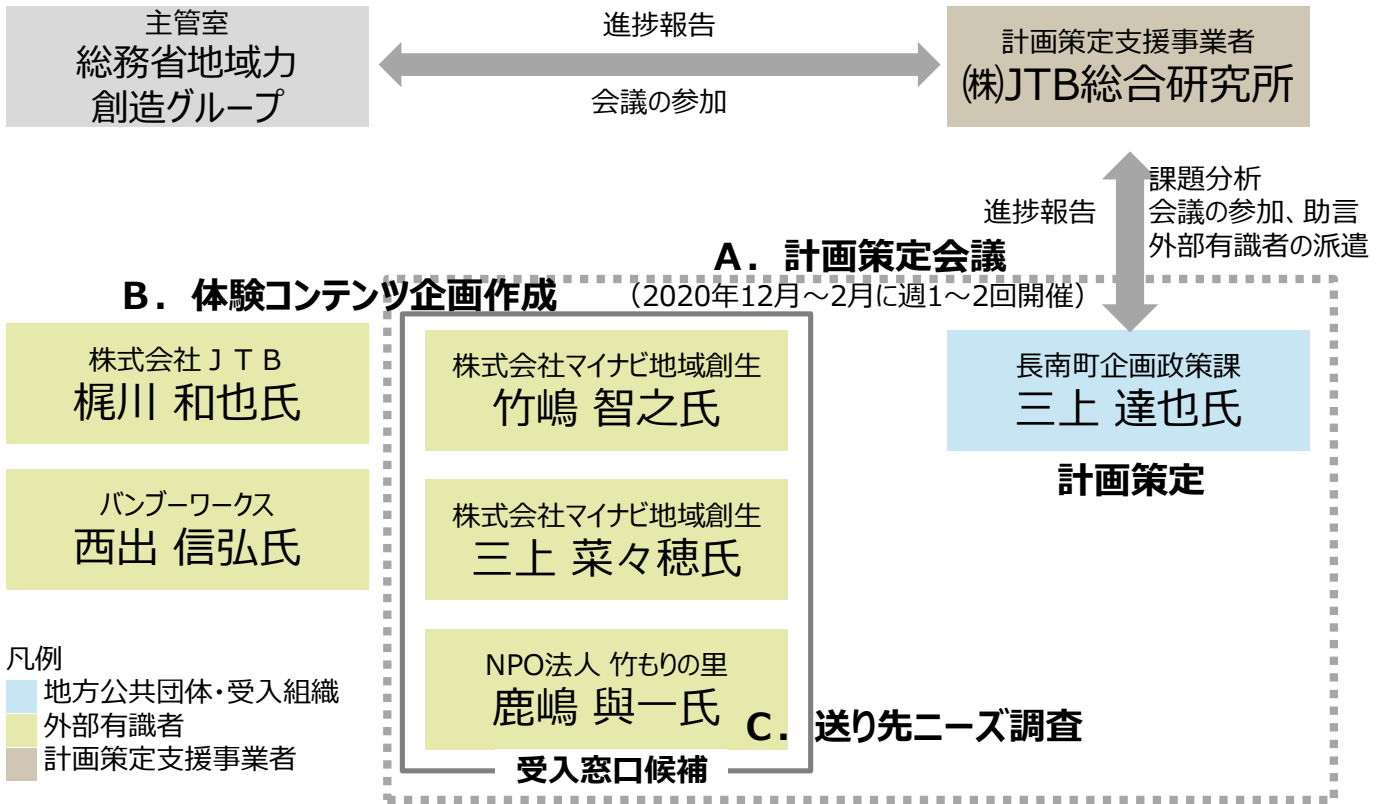 主管室
総務省地域力
創造グループ
進捗報告
会議の参加
計画策定支援事業者
㈱JTB総合研究所
進捗報告
課題分析
会議の参加、助言
外部有識者の派遣
A．計画策定会議
（2020年12月～2月に週1～2回開催）
B．体験コンテンツ企画作成
株式会社ＪＴＢ
梶川 和也氏
バンブーワークス
西出 信弘氏
株式会社マイナビ地域創生
竹嶋 智之氏
株式会社マイナビ地域創生
三上 菜々穂氏
NPO法人 竹もりの里
鹿嶋 與一氏
受入窓口候補
長南町企画政策課
三上 達也氏
計画策定
C．送り先ニーズ調査
凡例
地方公共団体・受入組織
外部有識者
計画策定支援事業者